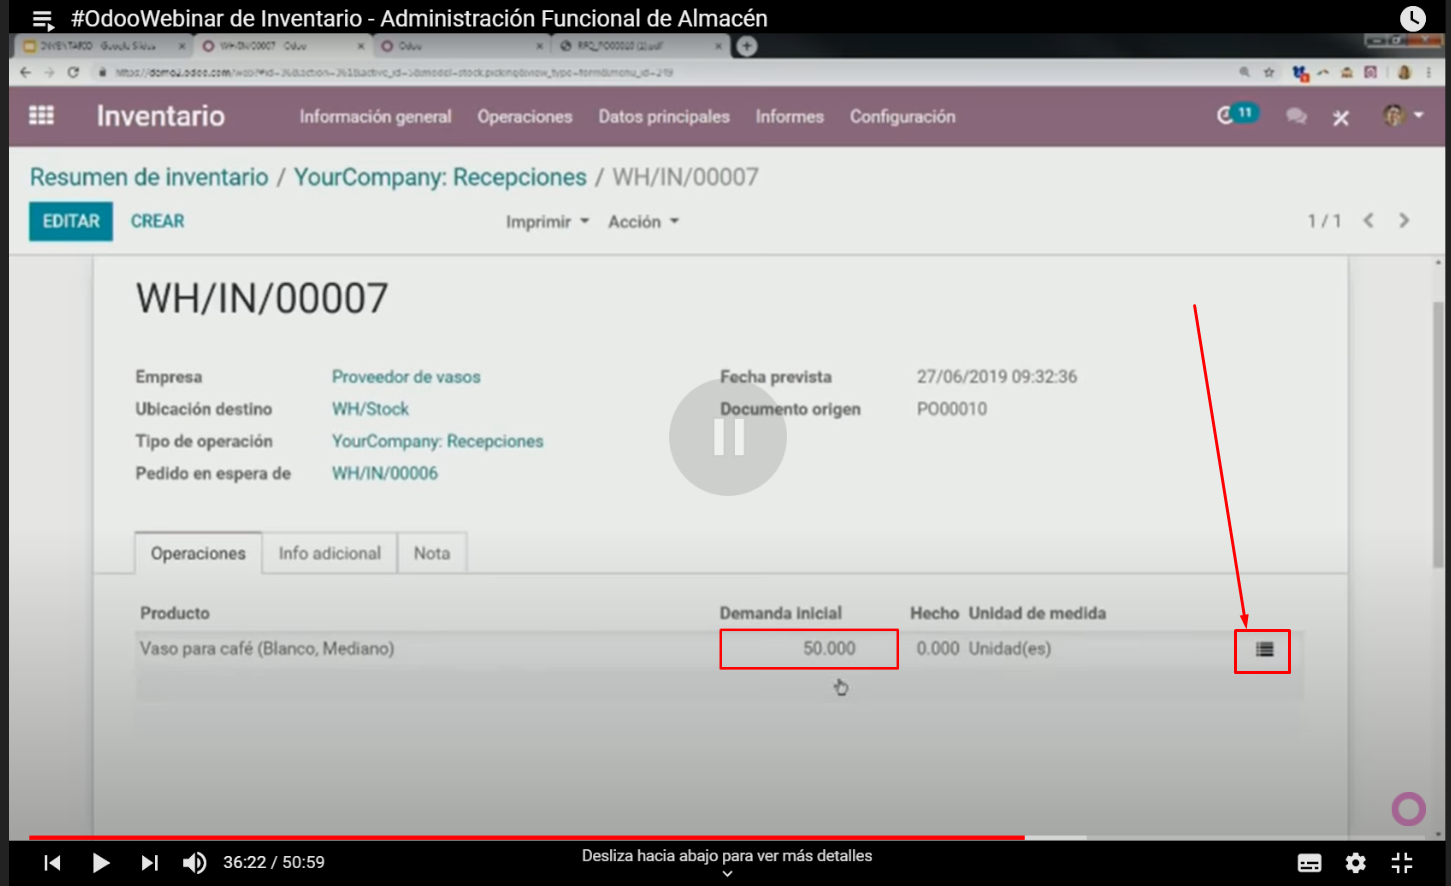 #OdooWebinar de Inventario - Administración Funcional de Almacén
INVENTARIO - Google Slides
WH/IN/00007 - Odoo
Odoo
Inventario
Información general Operaciones Datos principales Informes Configuración
11
Resumen de inventario / YourCompany: Recepciones / WH/IN/00007
EDITAR CREAR Imprimir Acción 1 / 1
WH/IN/00007
Empresa Proveedor de vasos Fecha prevista 27/06/2019 09:32:36
Ubicación destino WH/Stock Documento origen PO00010
Tipo de operación YourCompany: Recepciones
Pedido en espera de WH/IN/00006
Operaciones Info adicional Nota
Producto Demanda inicial Hecho Unidad de medida
Vaso para café (Blanco, Mediano) 50.000 0.000 Unidad(es)
36:22 / 50:59
Desliza hacia abajo para ver más detalles